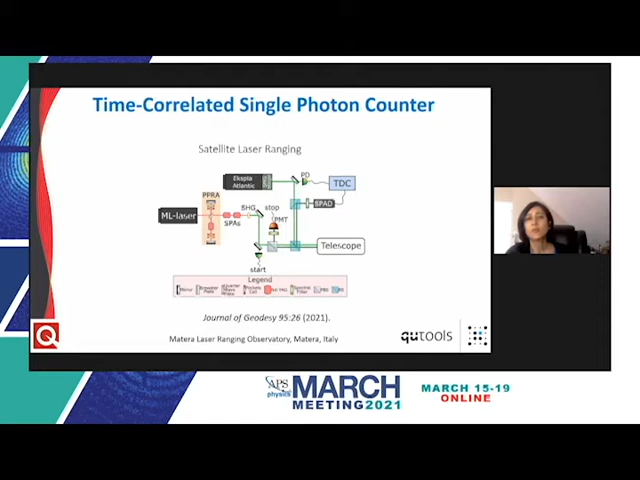 Time-Correlated Single Photon Counter
Satellite Laser Ranging
Ekspla
Atlantic
PD
TDC
PPRA
SHG
stop
SPAD
ML-laser
PMT
SPAs
Telescope
start
Legend
Mirror
Journal of Geodesy 95:26 (2021).
Matera Laser Ranging Observatory, Matera, Italy
qutools
Q
APS
physics
MARCH
MEETING2021
MARCH 15-19
ONLINE